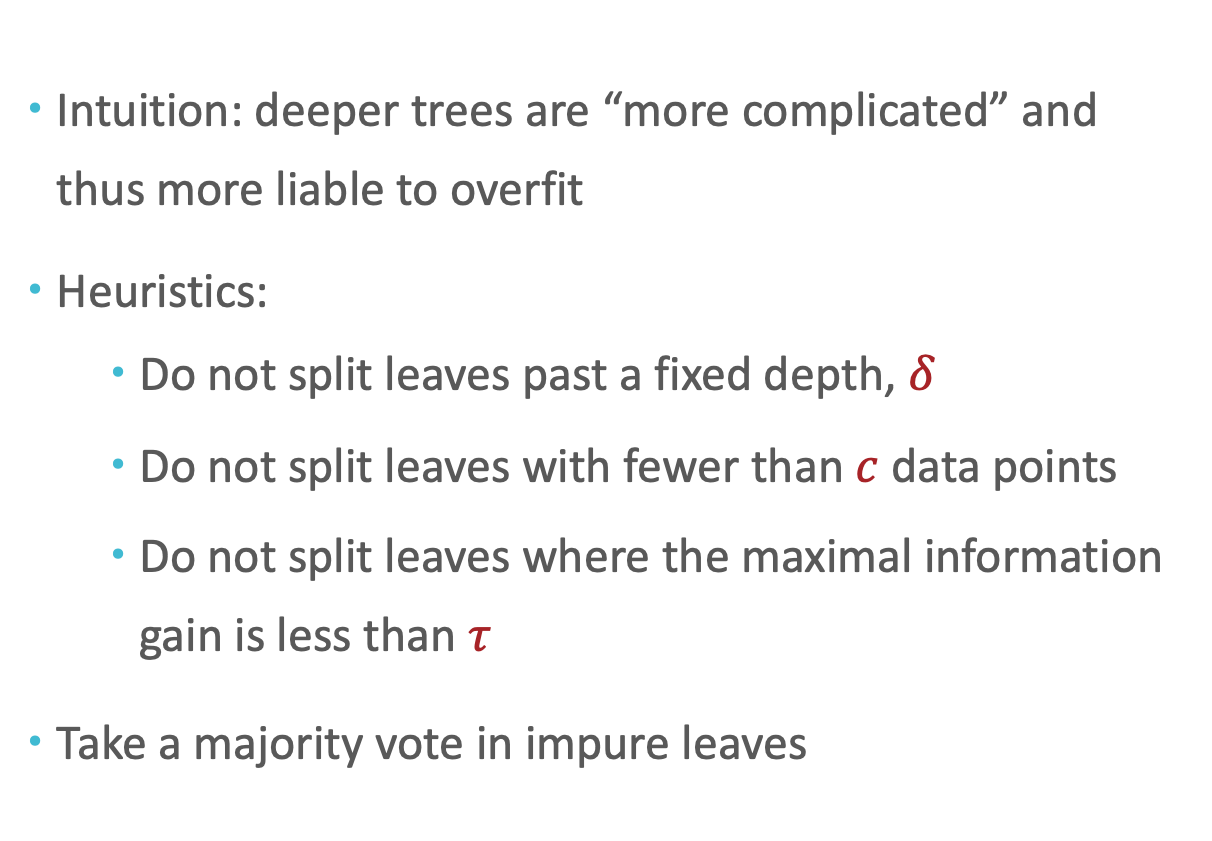 • Intuition: deeper trees are “more complicated” and
thus more liable to overfit
• Heuristics:
• Do not split leaves past a fixed depth, δ
• Do not split leaves with fewer than c data points
• Do not split leaves where the maximal information
gain is less than τ
• Take a majority vote in impure leaves